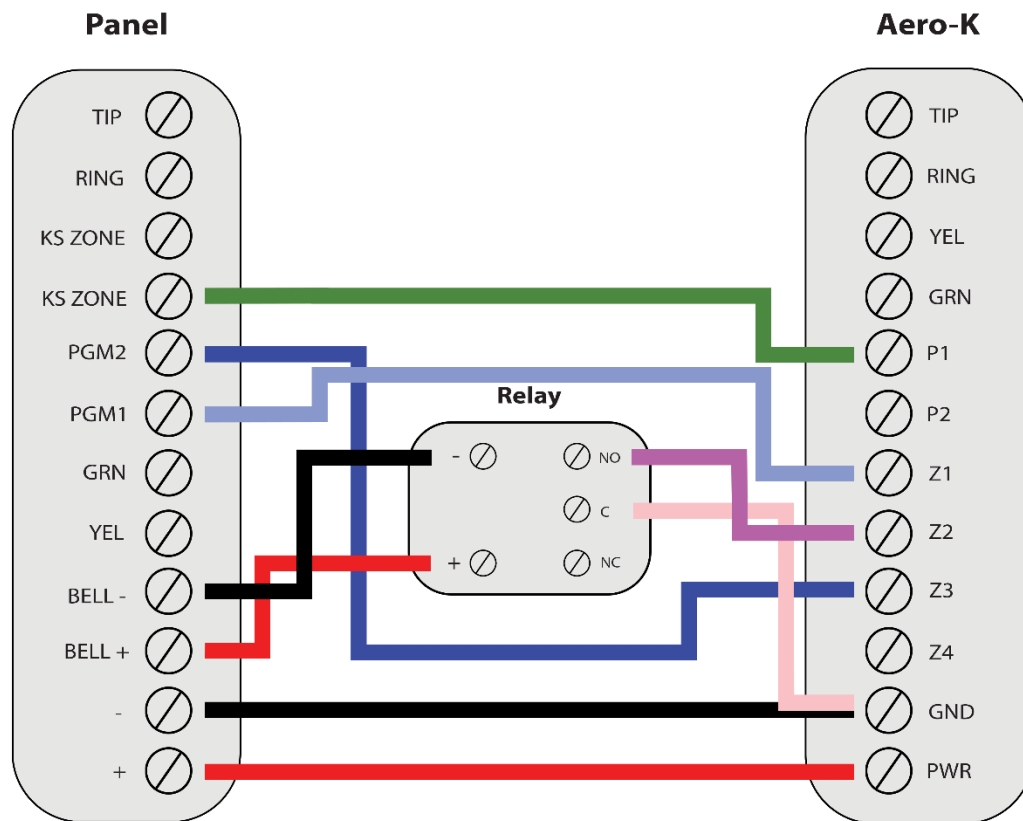 Panel
Aero-K
TIP
RING
KS ZONE
KS ZONE
PGM2
PGM1
GRN
YEL
BELL -
BELL +
-
+
Relay
-
+
NO
C
NC
TIP
RING
YEL
GRN
P1
P2
Z1
Z2
Z3
Z4
GND
PWR